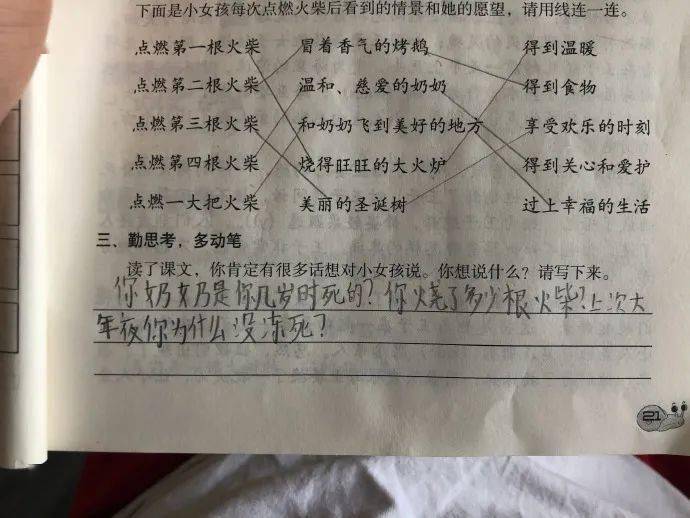 下面是小女孩每次点燃火柴后看到的情景和她的愿望，请用线连一连。
点燃第一根火柴 冒着香气的烤鹅 得到温暖
点燃第二根火柴 温和、慈爱的奶奶 得到食物
点燃第三根火柴 和奶奶飞到美好的地方 享受欢乐的时刻
点燃第四根火柴 烧得旺旺的大火炉 得到关心和爱护
点燃一大把火柴 美丽的圣诞树 过上幸福的生活
三、勤思考，多动笔
读了课文，你肯定有很多话想对小女孩说。你想说什么？请写下来。
你奶奶是你几岁时死的？你烧了多少根火柴？上次大
年夜你为什么没冻死？
21